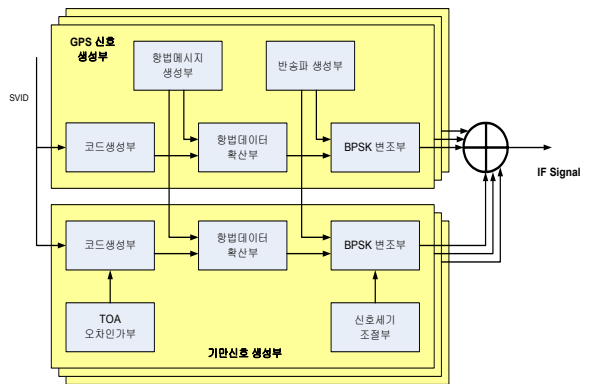 GPS 신호
생성부
항법메시지
생성부
반송파 생성부
SVID
코드생성부
항법데이터
확산부
BPSK 변조부
IF Signal
코드생성부
항법데이터
확산부
BPSK 변조부
TOA
오차인가부
신호세기
조절부
기만신호 생성부